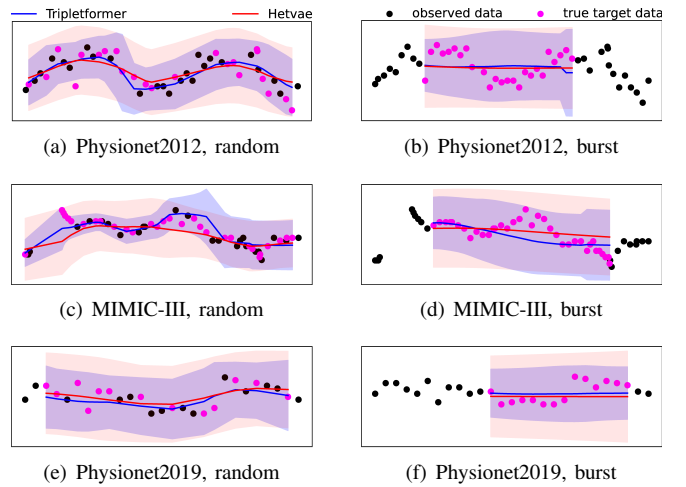 Tripletformer Hetvae observed data true target data
(a) Physionet2012, random (b) Physionet2012, burst
(c) MIMIC-III, random (d) MIMIC-III, burst
(e) Physionet2019, random (f) Physionet2019, burst